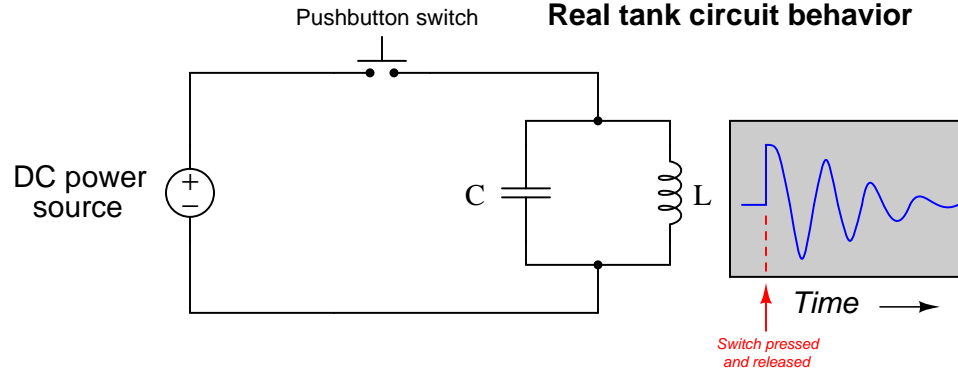 Real tank circuit behavior
Pushbutton switch
DC power
source
+
−
C
L
Time
Switch pressed
and released